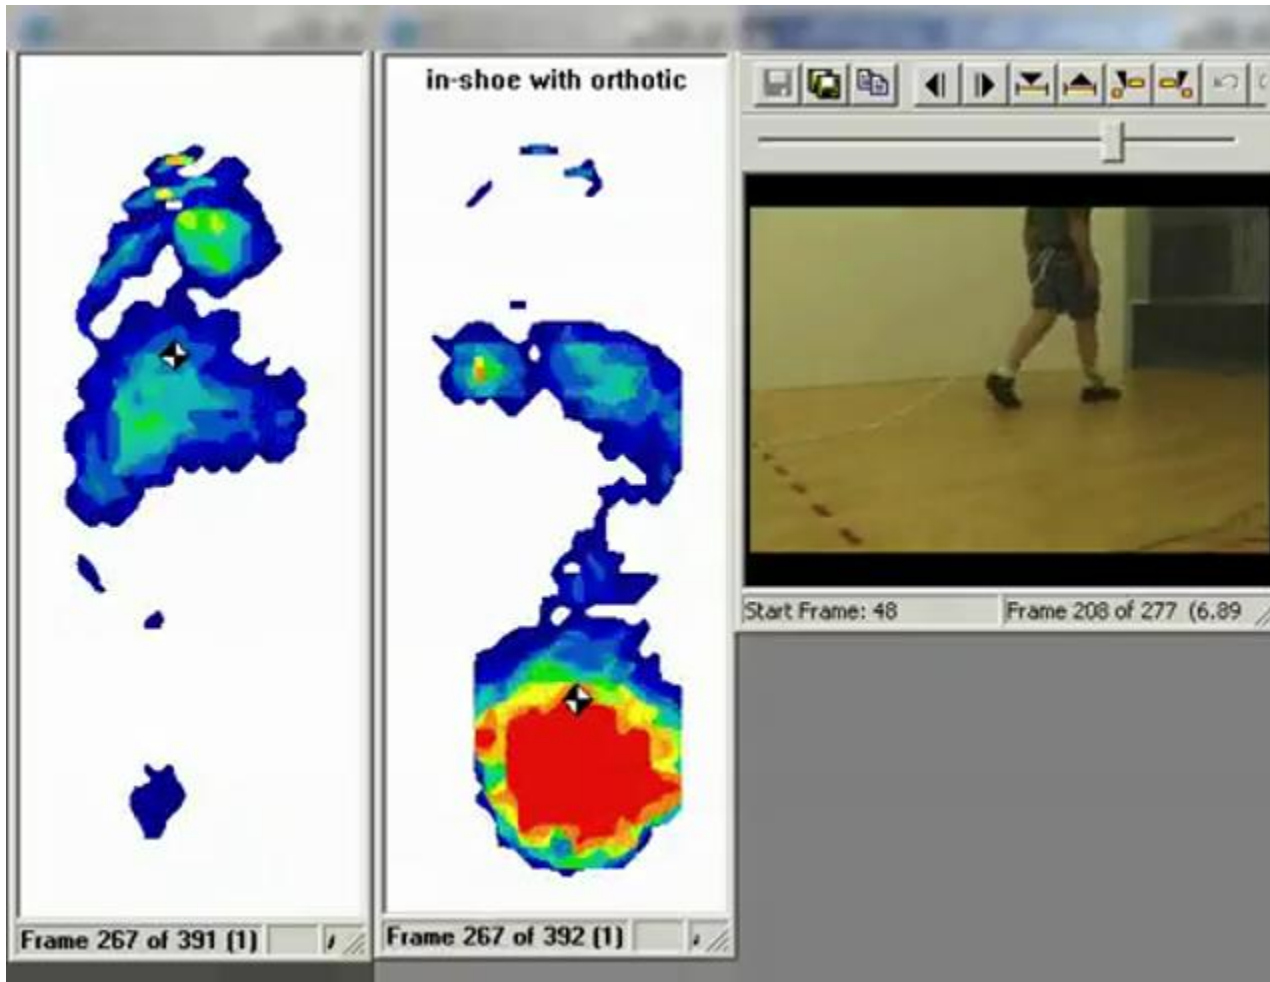 in-shoe with orthotic
Start Frame: 48
Frame 208 of 277 (6.89
Frame 267 of 391 (1)
Frame 267 of 392 (1)